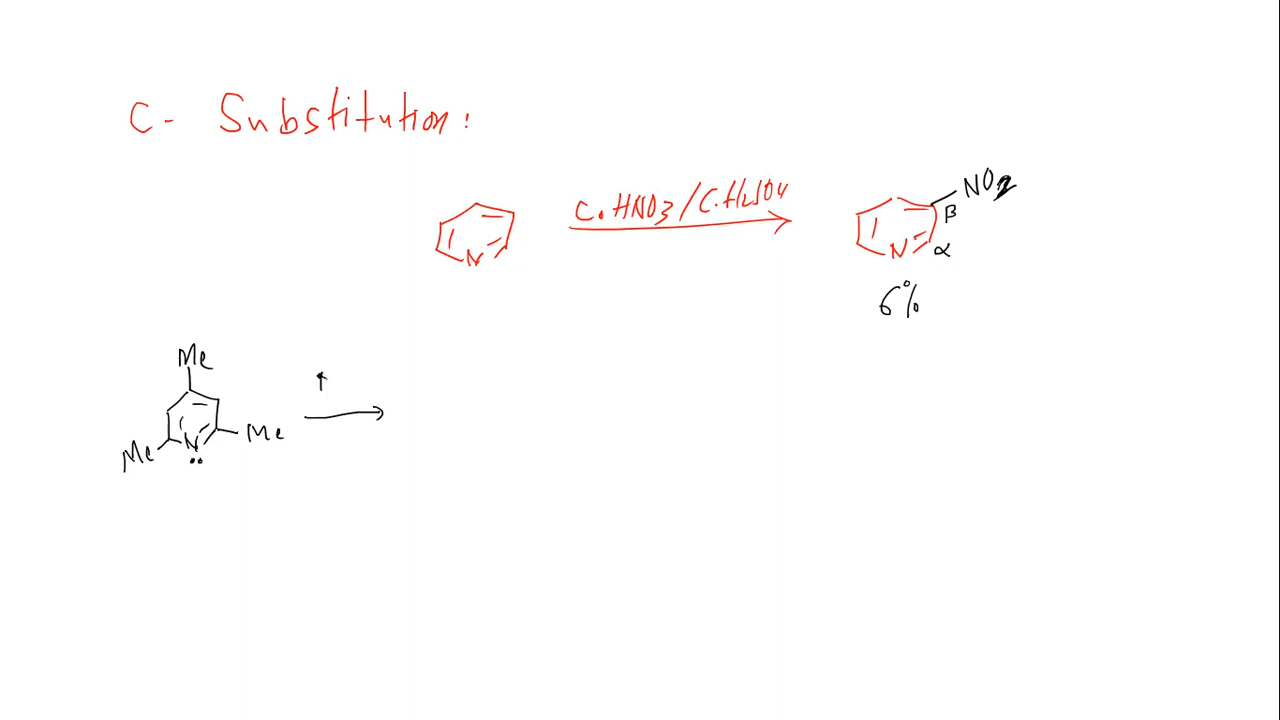 C - Substitution:
C. HNO3 / C. H2SO4
NO2
β
N
N
α
6%
Me
Me
N
Me